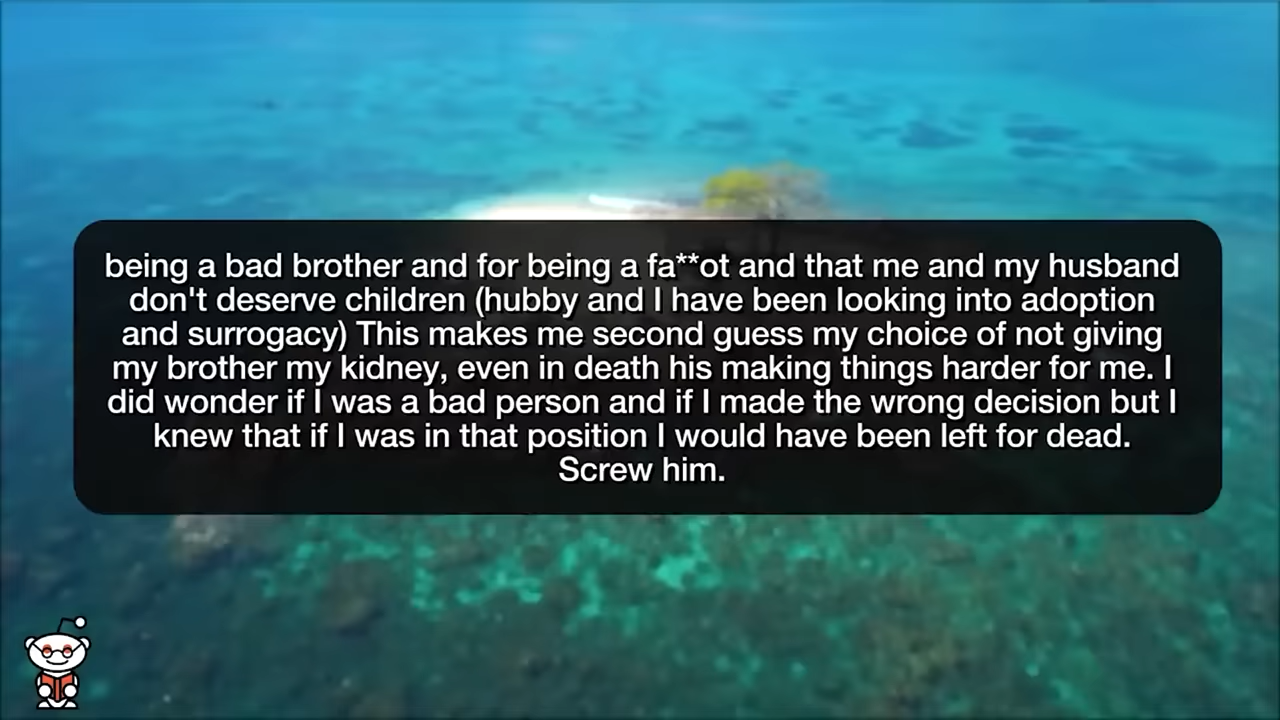 being a bad brother and for being a fa**ot and that me and my husband
don't deserve children (hubby and I have been looking into adoption
and surrogacy) This makes me second guess my choice of not giving
my brother my kidney, even in death his making things harder for me. I
did wonder if I was a bad person and if I made the wrong decision but I
knew that if I was in that position I would have been left for dead.
Screw him.